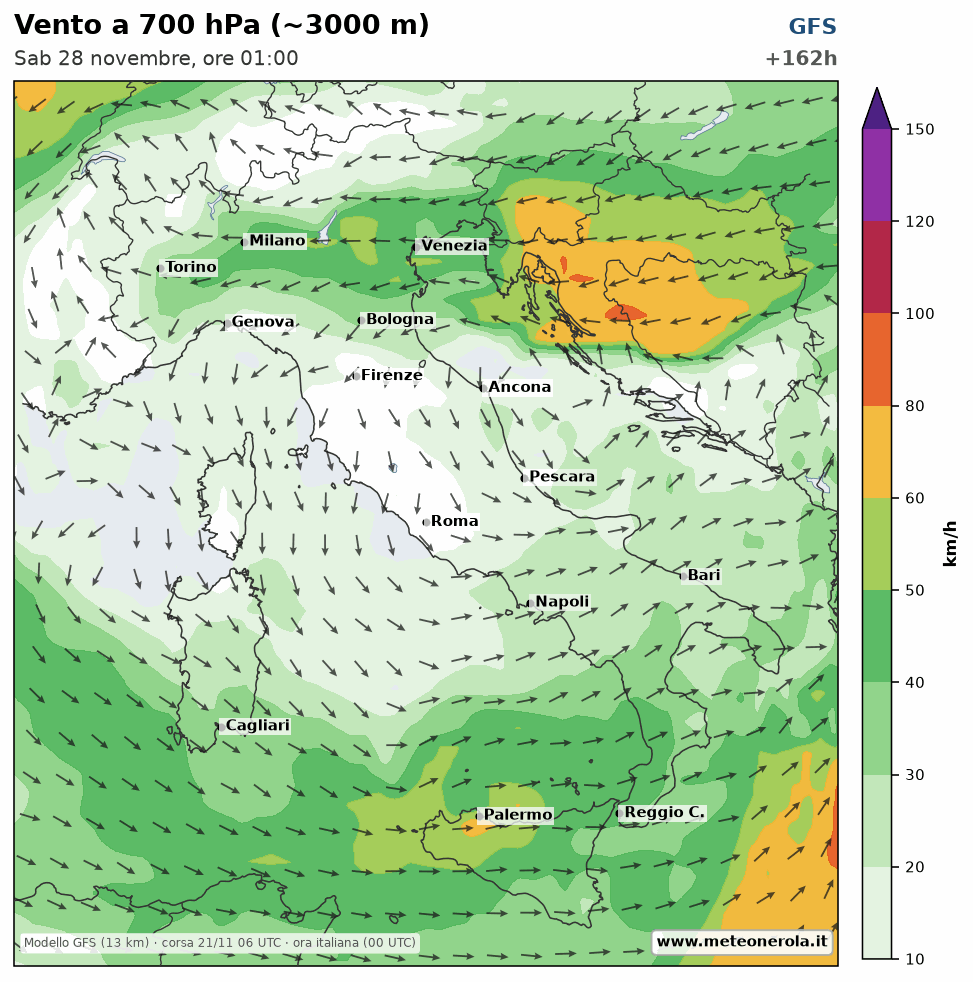 Vento a 700 hPa (~3000 m)
GFS
Sab 28 novembre, ore 01:00
+162h
150
120
100
80
60
50
40
30
20
10
km/h
Milano
Venezia
Torino
Genova
Bologna
Firenze
Ancona
Pescara
Roma
Bari
Napoli
Cagliari
Palermo
Reggio C.
Modello GFS (13 km) · corsa 21/11 06 UTC · ora italiana (00 UTC)
www.meteonerola.it